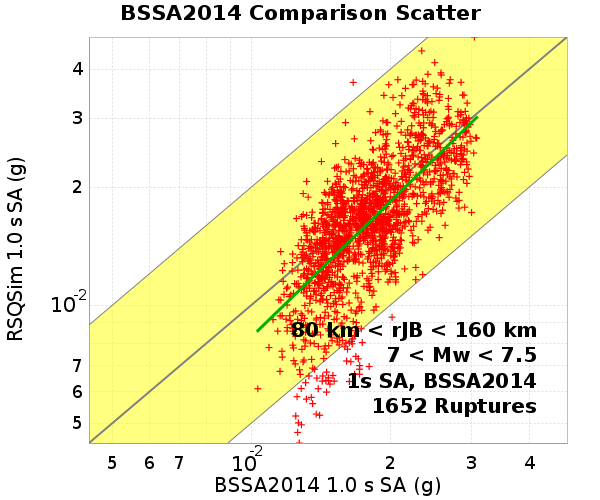 BSSA2014 Comparison Scatter
RSQSim 1.0 s SA (g)
4
3
2
10-2
7
6
5
80 km < rJB < 160 km
7 < Mw < 7.5
1s SA, BSSA2014
1652 Ruptures
5 6 7 10-2 2 3 4
BSSA2014 1.0 s SA (g)